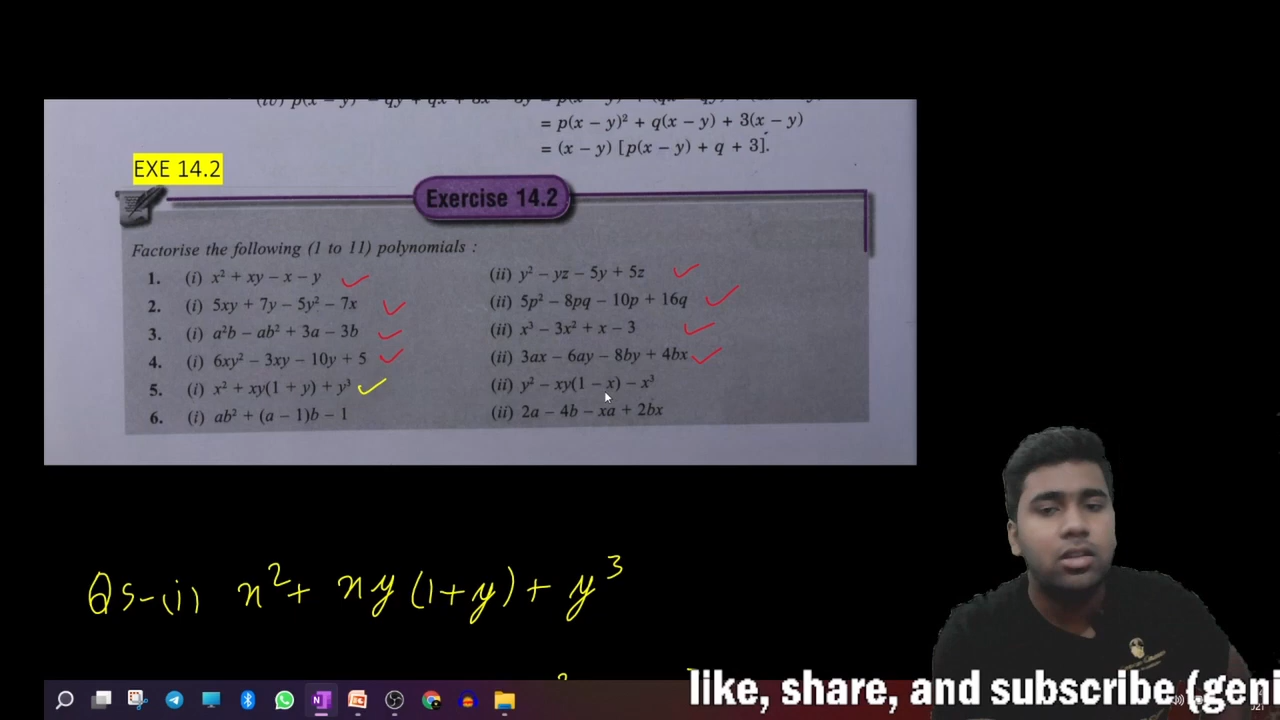 = p(x – y)² + q(x – y) + 3(x – y)
= (x – y) [p(x – y) + q + 3].
EXE 14.2
Exercise 14.2
Factorise the following (1 to 11) polynomials :
1. (i) x² + xy – x – y (ii) y² – yz – 5y + 5z
2. (i) 5xy + 7y – 5y² – 7x (ii) 5p² – 8pq – 10p + 16q
3. (i) a²b – ab² + 3a – 3b (ii) x³ – 3x² + x – 3
4. (i) 6xy² – 3xy – 10y + 5 (ii) 3ax – 6ay – 8by + 4bx
5. (i) x² + xy(1 + y) + y³ (ii) y² – xy(1 – x) – x³
6. (i) ab² + (a – 1)b – 1 (ii) 2a – 4b – xa + 2bx
Q5-(i) x² + xy (1+y) + y³
like, share, and subscribe (geni